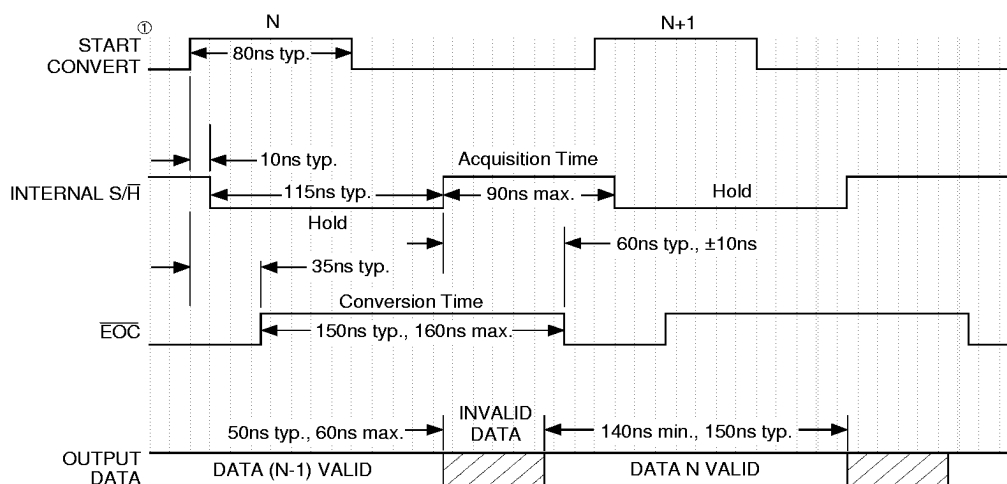 ①
N
N+1
START
CONVERT
80ns typ.
10ns typ.
Acquisition Time
INTERNAL S/H̅
115ns typ.
90ns max.
Hold
Hold
60ns typ., ±10ns
35ns typ.
Conversion Time
E̅O̅C̅
150ns typ., 160ns max.
INVALID
DATA
50ns typ., 60ns max.
140ns min., 150ns typ.
OUTPUT
DATA
DATA (N-1) VALID
DATA N VALID